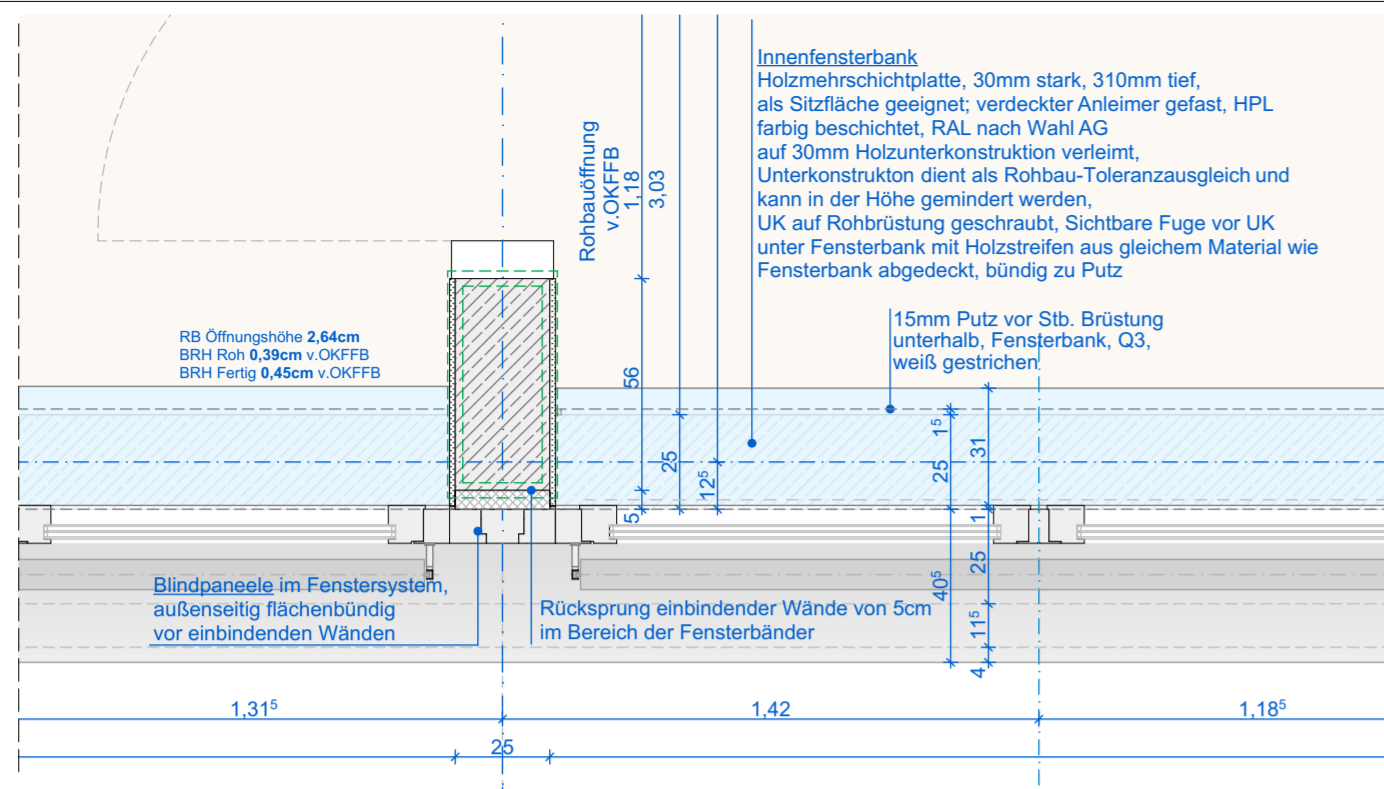 Innenfensterbank
Holzmehrschichtplatte, 30mm stark, 310mm tief,
als Sitzfläche geeignet; verdeckter Anleimer gefast, HPL
farbig beschichtet, RAL nach Wahl AG
auf 30mm Holzunterkonstruktion verleimt,
Unterkonstrukton dient als Rohbau-Toleranzausgleich und
kann in der Höhe gemindert werden,
UK auf Rohbrüstung geschraubt, Sichtbare Fuge vor UK
unter Fensterbank mit Holzstreifen aus gleichem Material wie
Fensterbank abgedeckt, bündig zu Putz
Rohbauöffnung
v.OKFFB
1,18
3,03
15mm Putz vor Stb. Brüstung
unterhalb, Fensterbank, Q3,
weiß gestrichen
RB Öffnungshöhe 2,64cm
BRH Roh 0,39cm v.OKFFB
BRH Fertig 0,45cm v.OKFFB
56
5
25
12⁵
1⁵
25
40⁵
31
1
25
11⁵
4
Blindpaneele im Fenstersystem,
außenseitig flächenbündig
vor einbindenden Wänden
Rücksprung einbindender Wände von 5cm
im Bereich der Fensterbänder
1,31⁵
1,42
1,18⁵
25